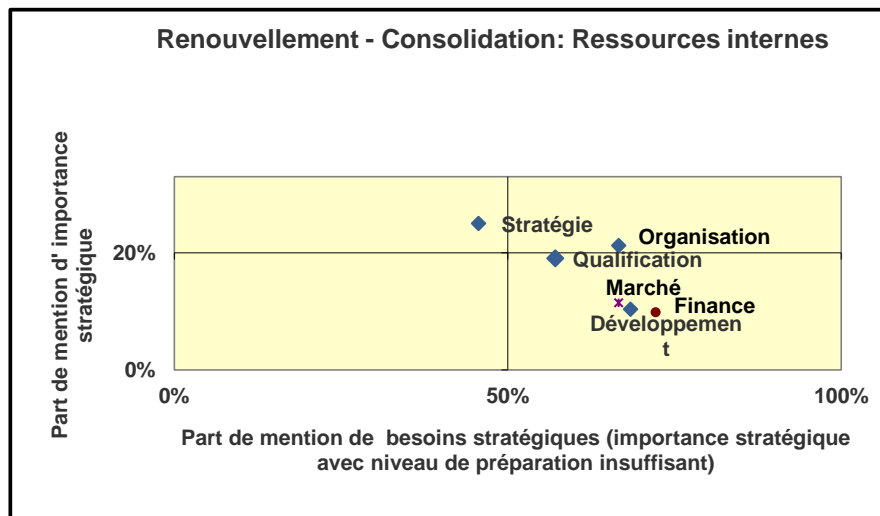 Renouvellement - Consolidation: Ressources internes
Part de mention d' importance
stratégique
20%
0%
Stratégie
Organisation
Qualification
Marché
Finance
Développemen
t
0%
50%
100%
Part de mention de besoins stratégiques (importance stratégique
avec niveau de préparation insuffisant)